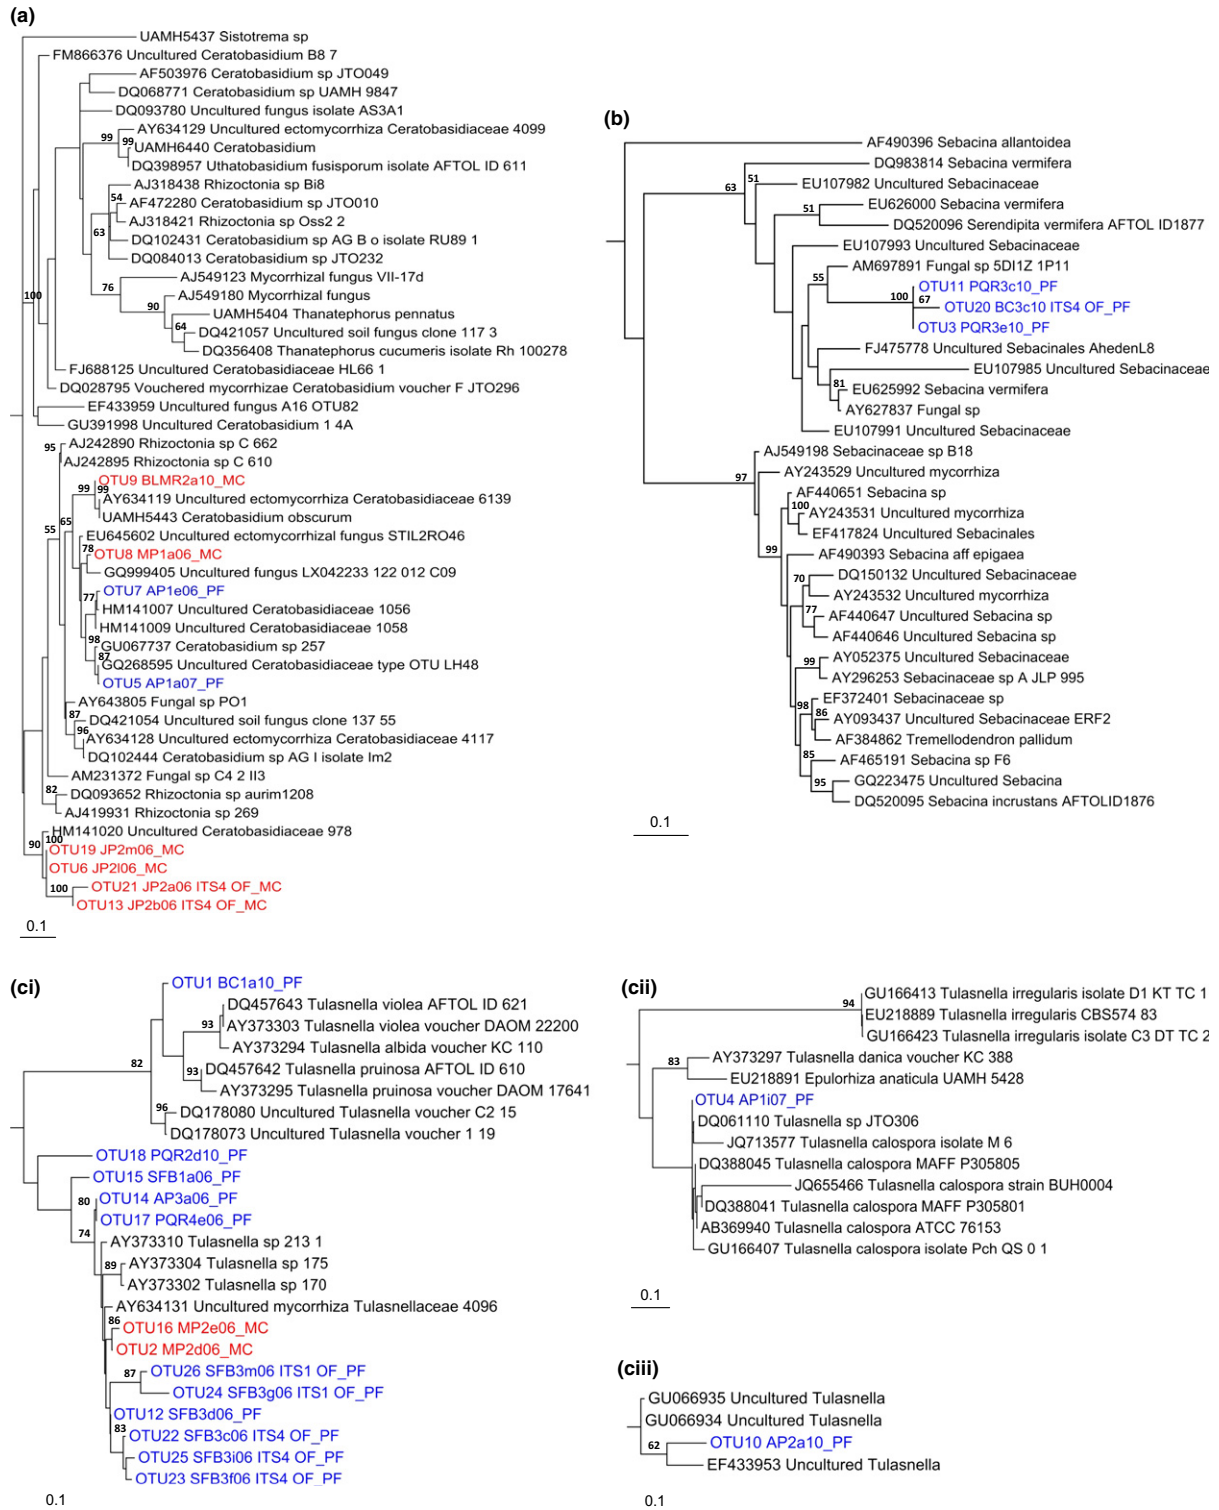 (a)
UAMH5437 Sistotrema sp
FM866376 Uncultured Ceratobasidium B8 7
AF503976 Ceratobasidium sp JTO049
DQ068771 Ceratobasidium sp UAMH 9847
DQ093780 Uncultured fungus isolate AS3A1
AY634129 Uncultured ectomycorrhiza Ceratobasidiaceae 4099
99
99
UAMH6440 Ceratobasidium
DQ398957 Uthatobasidium fusisporum isolate AFTOL ID 611
AJ318438 Rhizoctonia sp Bi8
54
AF472280 Ceratobasidium sp JTO010
AJ318421 Rhizoctonia sp Oss2 2
63
DQ102431 Ceratobasidium sp AG B o isolate RU89 1
DQ084013 Ceratobasidium sp JTO232
AJ549123 Mycorrhizal fungus VII-17d
76
100
AJ549180 Mycorrhizal fungus
90
UAMH5404 Thanatephorus pennatus
64
DQ421057 Uncultured soil fungus clone 117 3
DQ356408 Thanatephorus cucumeris isolate Rh 100278
FJ688125 Uncultured Ceratobasidiaceae HL66 1
DQ028795 Vouchered mycorrhizae Ceratobasidium voucher F JTO296
EF433959 Uncultured fungus A16 OTU82
GU391998 Uncultured Ceratobasidium 1 4A
95
AJ242890 Rhizoctonia sp C 662
AJ242895 Rhizoctonia sp C 610
OTU9 BLMR2a10_MC
99
99
AY634119 Uncultured ectomycorrhiza Ceratobasidiaceae 6139
UAMH5443 Ceratobasidium obscurum
65
55
EU645602 Uncultured ectomycorrhizal fungus STIL2RO46
78
OTU8 MP1a06_MC
GQ999405 Uncultured fungus LX042233 122 012 C09
OTU7 AP1e06_PF
77
HM141007 Uncultured Ceratobasidiaceae 1056
HM141009 Uncultured Ceratobasidiaceae 1058
98
GU067737 Ceratobasidium sp 257
87
GQ268595 Uncultured Ceratobasidiaceae type OTU LH48
OTU5 AP1a07_PF
AY643805 Fungal sp PO1
87
DQ421054 Uncultured soil fungus clone 137 55
96
AY634128 Uncultured ectomycorrhiza Ceratobasidiaceae 4117
DQ102444 Ceratobasidium sp AG I isolate Im2
AM231372 Fungal sp C4 2 II3
82
DQ093652 Rhizoctonia sp aurim1208
AJ419931 Rhizoctonia sp 269
HM141020 Uncultured Ceratobasidiaceae 978
90
100
OTU19 JP2m06_MC
OTU6 JP2l06_MC
100
OTU21 JP2a06 ITS4 OF_MC
OTU13 JP2b06 ITS4 OF_MC
0.1
(b)
AF490396 Sebacina allantoidea
DQ983814 Sebacina vermifera
63
51
EU107982 Uncultured Sebacinaceae
EU626000 Sebacina vermifera
51
DQ520096 Serendipita vermifera AFTOL ID1877
EU107993 Uncultured Sebacinaceae
AM697891 Fungal sp 5DI1Z 1P11
55
OTU11 PQR3c10_PF
100
67
OTU20 BC3c10 ITS4 OF_PF
OTU3 PQR3e10_PF
FJ475778 Uncultured Sebacinales AhedenL8
EU107985 Uncultured Sebacinaceae
81
EU625992 Sebacina vermifera
AY627837 Fungal sp
EU107991 Uncultured Sebacinaceae
AJ549198 Sebacinaceae sp B18
97
AY243529 Uncultured mycorrhiza
AF440651 Sebacina sp
100
AY243531 Uncultured mycorrhiza
EF417824 Uncultured Sebacinales
99
AF490393 Sebacina aff epigaea
70
DQ150132 Uncultured Sebacinaceae
AY243532 Uncultured mycorrhiza
77
AF440647 Uncultured Sebacina sp
AF440646 Uncultured Sebacina sp
99
AY052375 Uncultured Sebacinaceae
AY296253 Sebacinaceae sp A JLP 995
EF372401 Sebacinaceae sp
98
86
AY093437 Uncultured Sebacinaceae ERF2
AF384862 Tremellodendron pallidum
85
AF465191 Sebacina sp F6
95
GQ223475 Uncultured Sebacina
DQ520095 Sebacina incrustans AFTOLID1876
0.1
(ci)
OTU1 BC1a10_PF
DQ457643 Tulasnella violea AFTOL ID 621
93
AY373303 Tulasnella violea voucher DAOM 22200
AY373294 Tulasnella albida voucher KC 110
82
93
DQ457642 Tulasnella pruinosa AFTOL ID 610
AY373295 Tulasnella pruinosa voucher DAOM 17641
96
DQ178080 Uncultured Tulasnella voucher C2 15
DQ178073 Uncultured Tulasnella voucher 1 19
OTU18 PQR2d10_PF
OTU15 SFB1a06_PF
80
OTU14 AP3a06_PF
OTU17 PQR4e06_PF
74
AY373310 Tulasnella sp 213 1
89
AY373304 Tulasnella sp 175
AY373302 Tulasnella sp 170
AY634131 Uncultured mycorrhiza Tulasnellaceae 4096
86
OTU16 MP2e06_MC
OTU2 MP2d06_MC
87
OTU26 SFB3m06 ITS1 OF_PF
OTU24 SFB3g06 ITS1 OF_PF
OTU12 SFB3d06_PF
83
OTU22 SFB3c06 ITS4 OF_PF
OTU25 SFB3i06 ITS4 OF_PF
OTU23 SFB3f06 ITS4 OF_PF
0.1
(cii)
GU166413 Tulasnella irregularis isolate D1 KT TC 1
94
EU218889 Tulasnella irregularis CBS574 83
GU166423 Tulasnella irregularis isolate C3 DT TC 2
83
AY373297 Tulasnella danica voucher KC 388
EU218891 Epulorhiza anaticula UAMH 5428
OTU4 AP1i07_PF
DQ061110 Tulasnella sp JTO306
JQ713577 Tulasnella calospora isolate M 6
DQ388045 Tulasnella calospora MAFF P305805
JQ655466 Tulasnella calospora strain BUH0004
DQ388041 Tulasnella calospora MAFF P305801
AB369940 Tulasnella calospora ATCC 76153
GU166407 Tulasnella calospora isolate Pch QS 0 1
0.1
(ciii)
GU066935 Uncultured Tulasnella
GU066934 Uncultured Tulasnella
62
OTU10 AP2a10_PF
EF433953 Uncultured Tulasnella
0.1